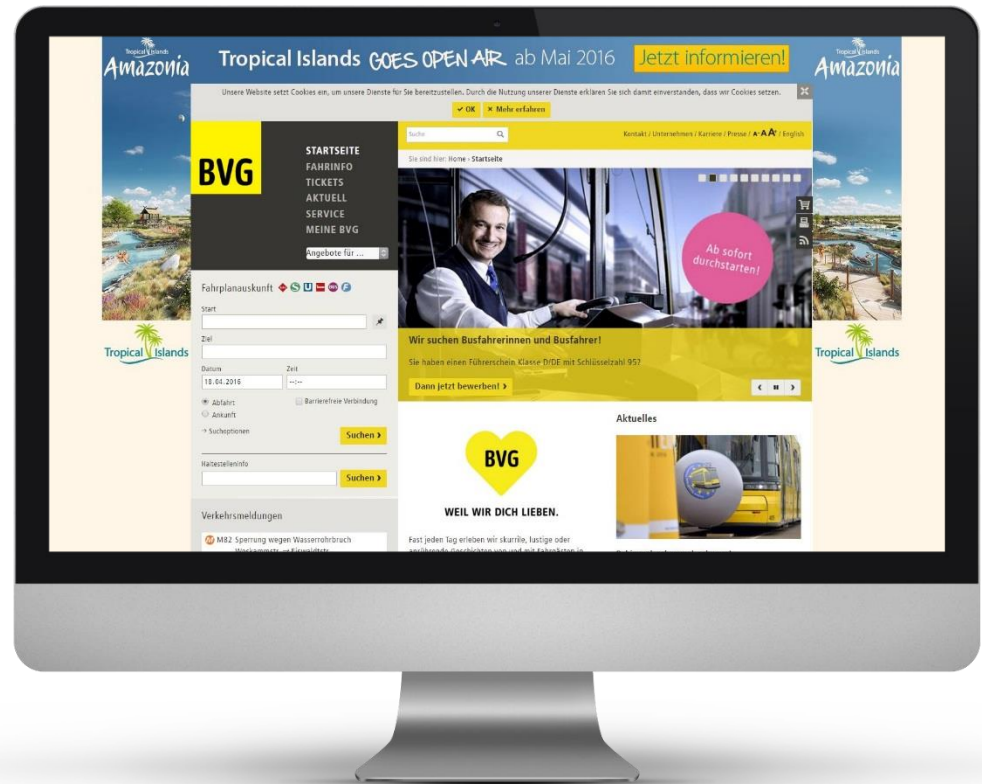 Tropical Islands
Amazonia
Tropical Islands GOES OPEN AIR ab Mai 2016 Jetzt informieren!
Tropical Islands
Amazonia
Unsere Website setzt Cookies ein, um unsere Dienste für Sie bereitzustellen. Durch die Nutzung unserer Dienste erklären Sie sich damit einverstanden, dass wir Cookies setzen.
OK
Mehr erfahren
BVG
STARTSEITE
FAHRINFO
TICKETS
AKTUELL
SERVICE
MEINE BVG
Angebote für ...
Suche
Kontakt / Unternehmen / Karriere / Presse / A A A / English
Sie sind hier: Home › Startseite
Ab sofort
durchstarten!
Wir suchen Busfahrerinnen und Busfahrer!
Sie haben einen Führerschein Klasse D/DE mit Schlüsselzahl 95?
Dann jetzt bewerben! ›
Fahrplanauskunft
Start
Ziel
Datum Zeit
18.04.2016 --:--
Abfahrt
Barrierefreie Verbindung
Ankunft
Suchoptionen
Suchen ›
Haltestelleninfo
Suchen ›
Verkehrsmeldungen
M82 Sperrung wegen Wasserrohrbruch
BVG
WEIL WIR DICH LIEBEN.
Fast jeden Tag erleben wir skurrile, lustige oder
Aktuelles
Tropical Islands
Tropical Islands